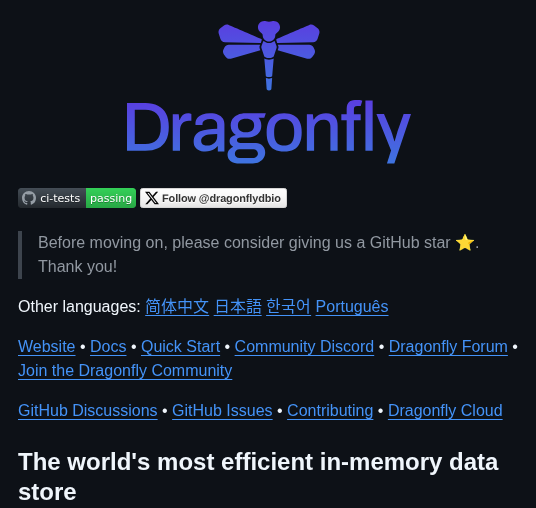 Dragonfly
ci-tests passing Follow @dragonflydbio
Before moving on, please consider giving us a GitHub star ⭐.
Thank you!
Other languages: 简体中文 日本語 한국어 Português
Website • Docs • Quick Start • Community Discord • Dragonfly Forum •
Join the Dragonfly Community
GitHub Discussions • GitHub Issues • Contributing • Dragonfly Cloud
The world's most efficient in-memory data
store